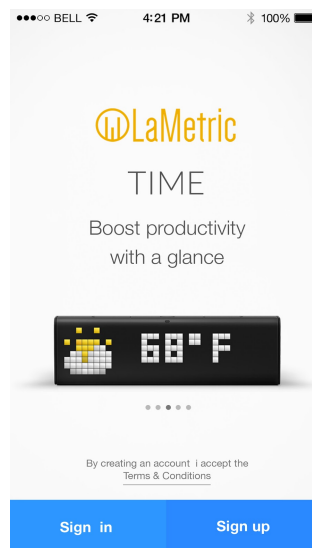 BELL 4:21 PM 100%
LaMetric
TIME
Boost productivity
with a glance
68°F
By creating an account i accept the
Terms & Conditions
Sign in Sign up